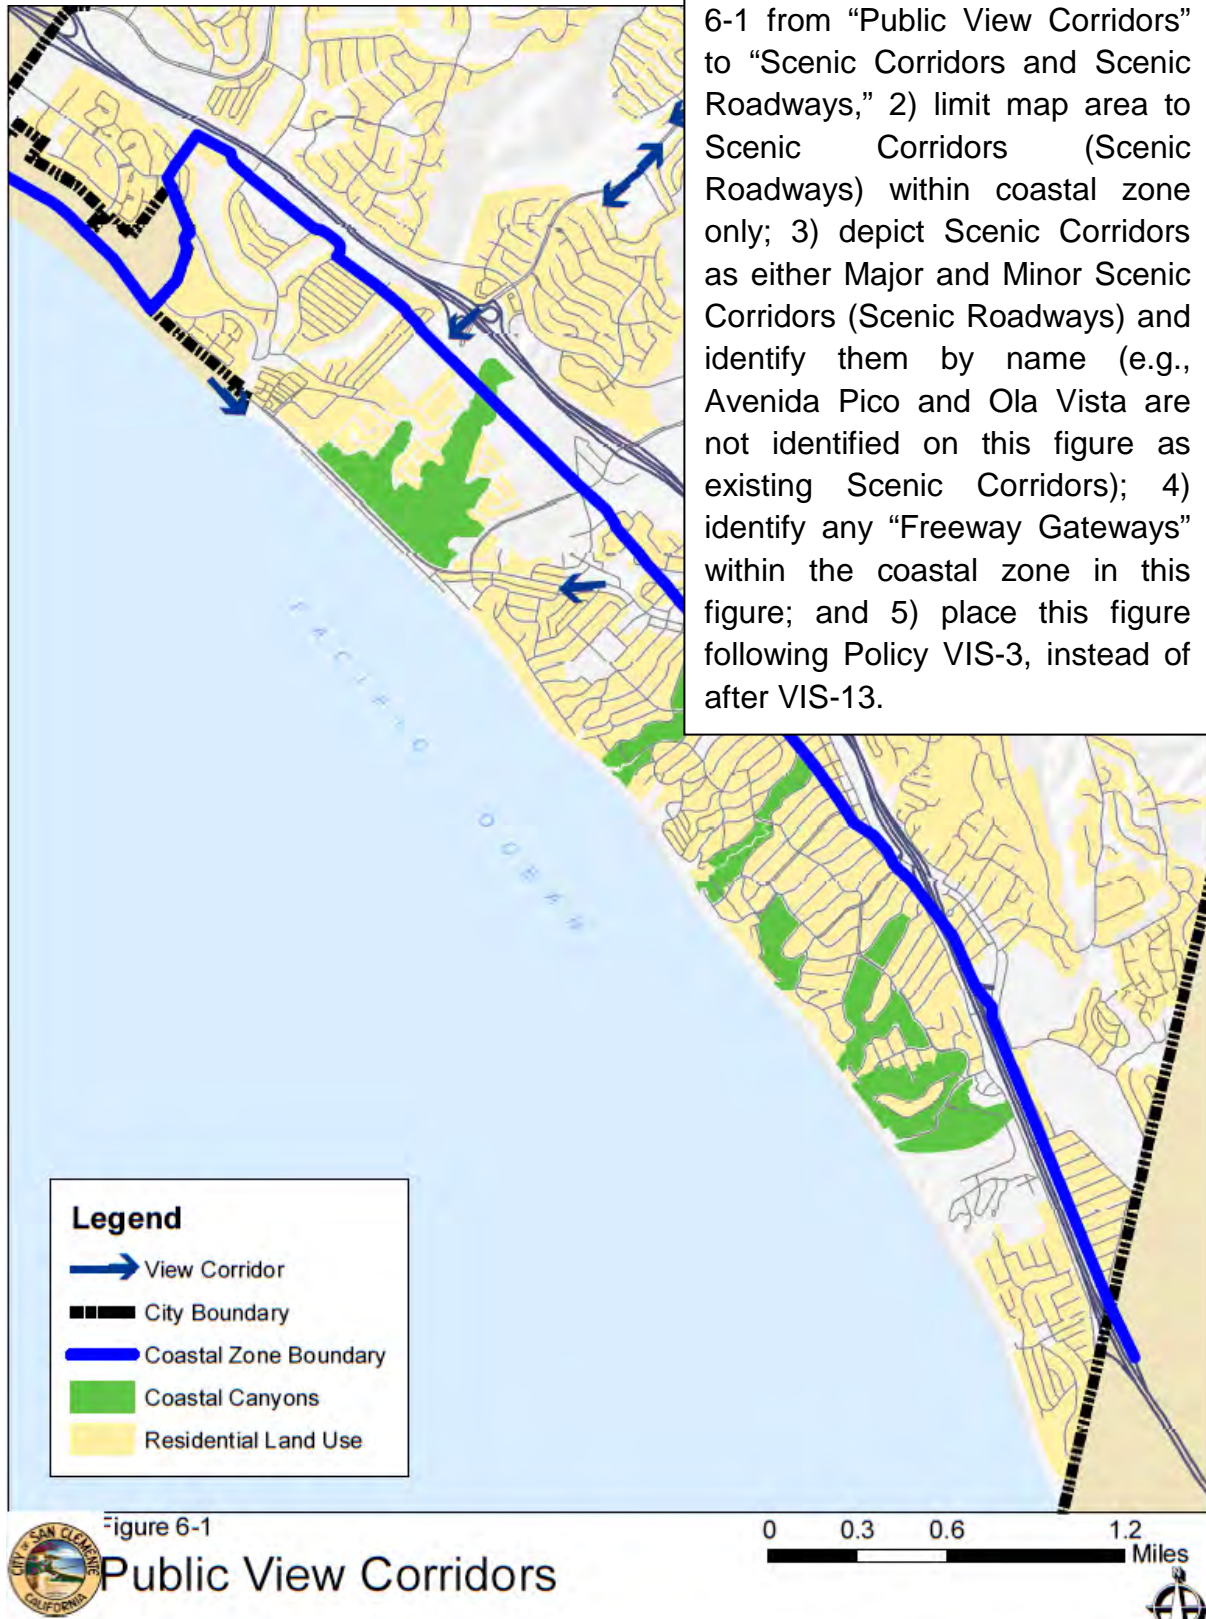 6-1 from “Public View Corridors”
to “Scenic Corridors and Scenic
Roadways,” 2) limit map area to
Scenic Corridors (Scenic
Roadways) within coastal zone
only; 3) depict Scenic Corridors
as either Major and Minor Scenic
Corridors (Scenic Roadways) and
identify them by name (e.g.,
Avenida Pico and Ola Vista are
not identified on this figure as
existing Scenic Corridors); 4)
identify any “Freeway Gateways”
within the coastal zone in this
figure; and 5) place this figure
following Policy VIS-3, instead of
after VIS-13.
PACIFIC OCEAN
Legend
View Corridor
City Boundary
Coastal Zone Boundary
Coastal Canyons
Residential Land Use
Figure 6-1
Public View Corridors
CITY OF SAN CLEMENTE
CALIFORNIA
0 0.3 0.6 1.2
Miles
N